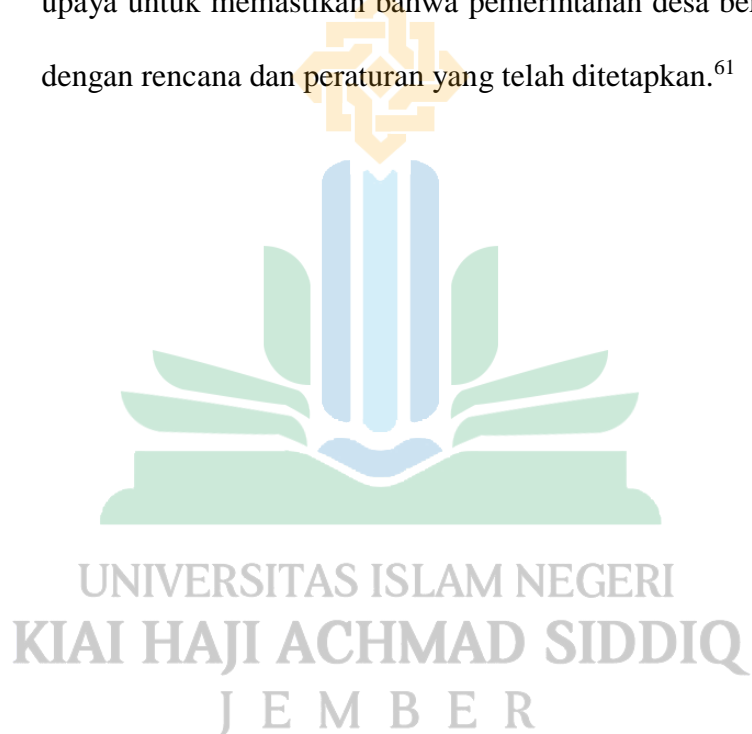 upaya untuk memastikan bahwa pemerintahan desa
dengan rencana dan peraturan yang telah ditetapkan.61
UNIVERSITAS ISLAM NEGERI
KIAI HAJI ACHMAD SIDDIQ
JEMBER